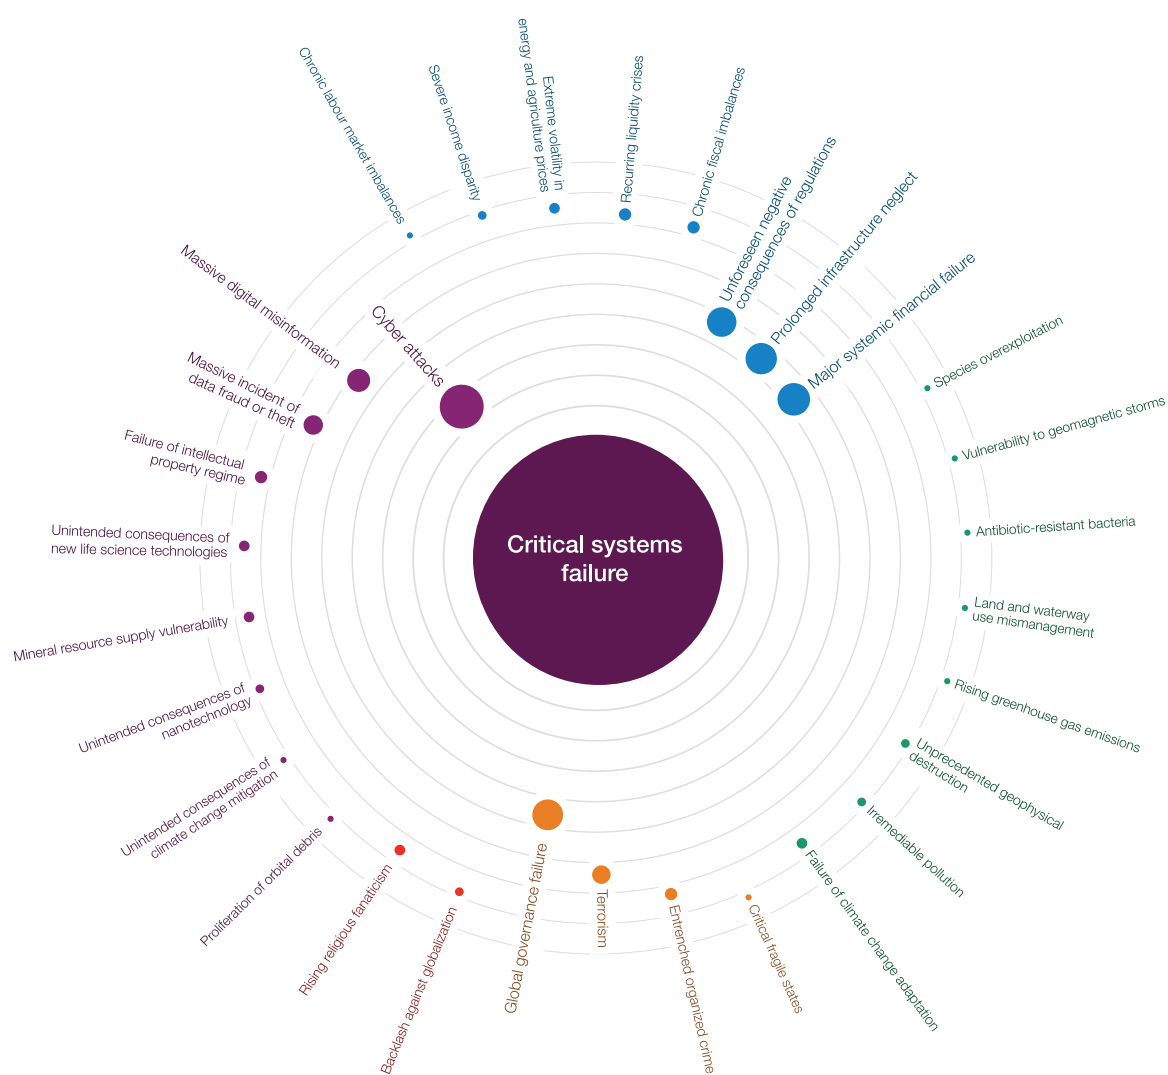 Critical systems
failure
Chronic labour market imbalances
Severe income disparity
Extreme volatility in
energy and agriculture prices
Recurring liquidity crises
Chronic fiscal imbalances
Unforeseen negative
consequences of regulations
Prolonged infrastructure neglect
Major systemic financial failure
Species overexploitation
Vulnerability to geomagnetic storms
Antibiotic-resistant bacteria
Land and waterway
use mismanagement
Rising greenhouse gas emissions
Unprecedented geophysical
destruction
Irremediable pollution
Failure of climate change adaptation
Critical fragile states
Entrenched organized crime
Terrorism
Global governance failure
Backlash against globalization
Rising religious fanaticism
Proliferation of orbital debris
Unintended consequences of
climate change mitigation
Unintended consequences of
nanotechnology
Mineral resource supply vulnerability
Unintended consequences of
new life science technologies
Failure of intellectual
property regime
Massive incident of
data fraud or theft
Massive digital misinformation
Cyber attacks